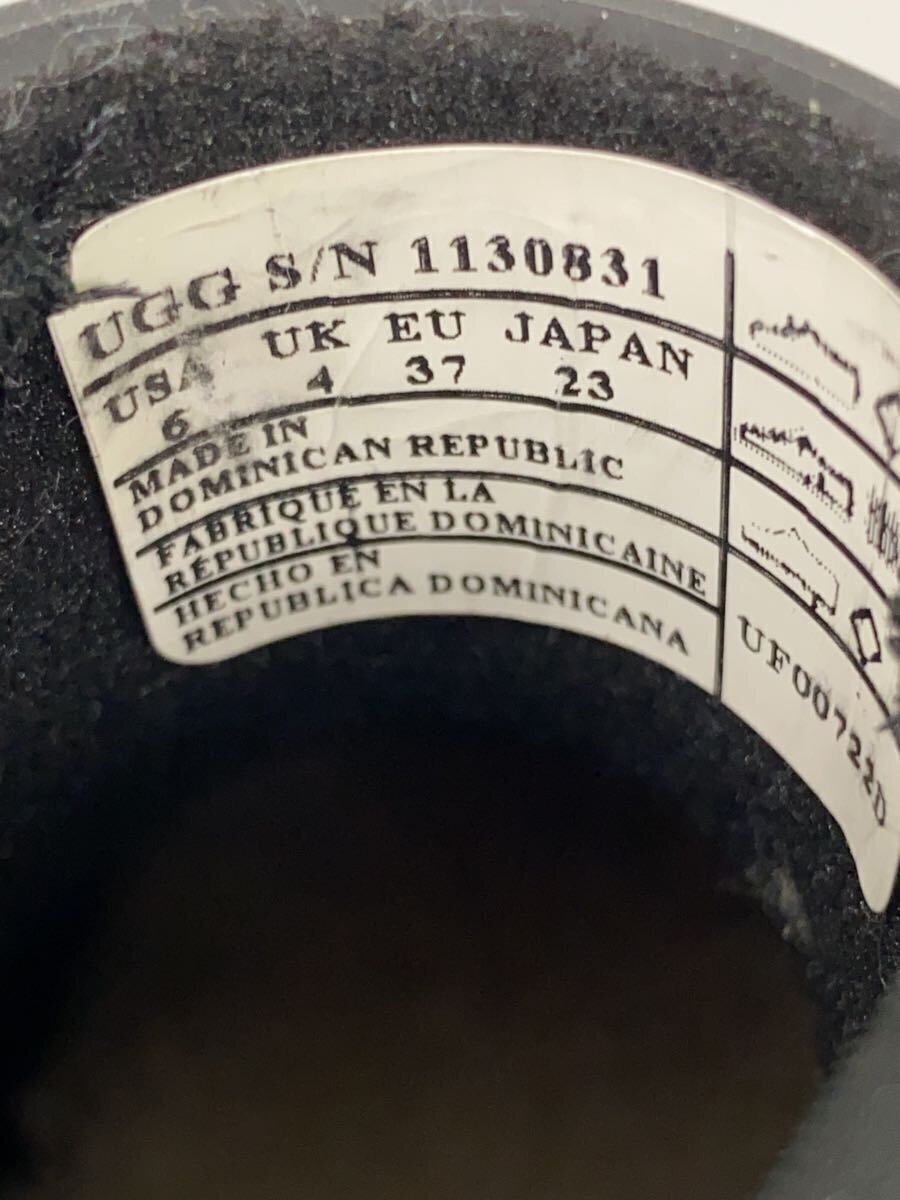 UGG S/N 1130831
USA UK EU JAPAN
6 4 37 23
MADE IN
DOMINICAN REPUBLIC
FABRIQUE EN LA
RÉPUBLIQUE DOMINICAINE
HECHO EN
REPUBLICA DOMINICANA
UF00722D